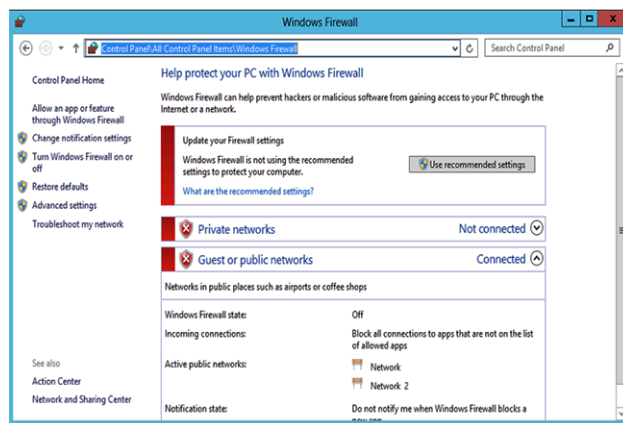 Windows Firewall
Control Panel\All Control Panel Items\Windows Firewall
Search Control Panel
Control Panel Home
Allow an app or feature
through Windows Firewall
Change notification settings
Turn Windows Firewall on or
off
Restore defaults
Advanced settings
Troubleshoot my network
See also
Action Center
Network and Sharing Center
Help protect your PC with Windows Firewall
Windows Firewall can help prevent hackers or malicious software from gaining access to your PC through the
Internet or a network.
Update your Firewall settings
Windows Firewall is not using the recommended
settings to protect your computer.
Use recommended settings
What are the recommended settings?
Private networks Not connected
Guest or public networks Connected
Networks in public places such as airports or coffee shops
Windows Firewall state: Off
Incoming connections: Block all connections to apps that are not on the list
of allowed apps
Active public networks: Network
Network 2
Notification state: Do not notify me when Windows Firewall blocks a
new app